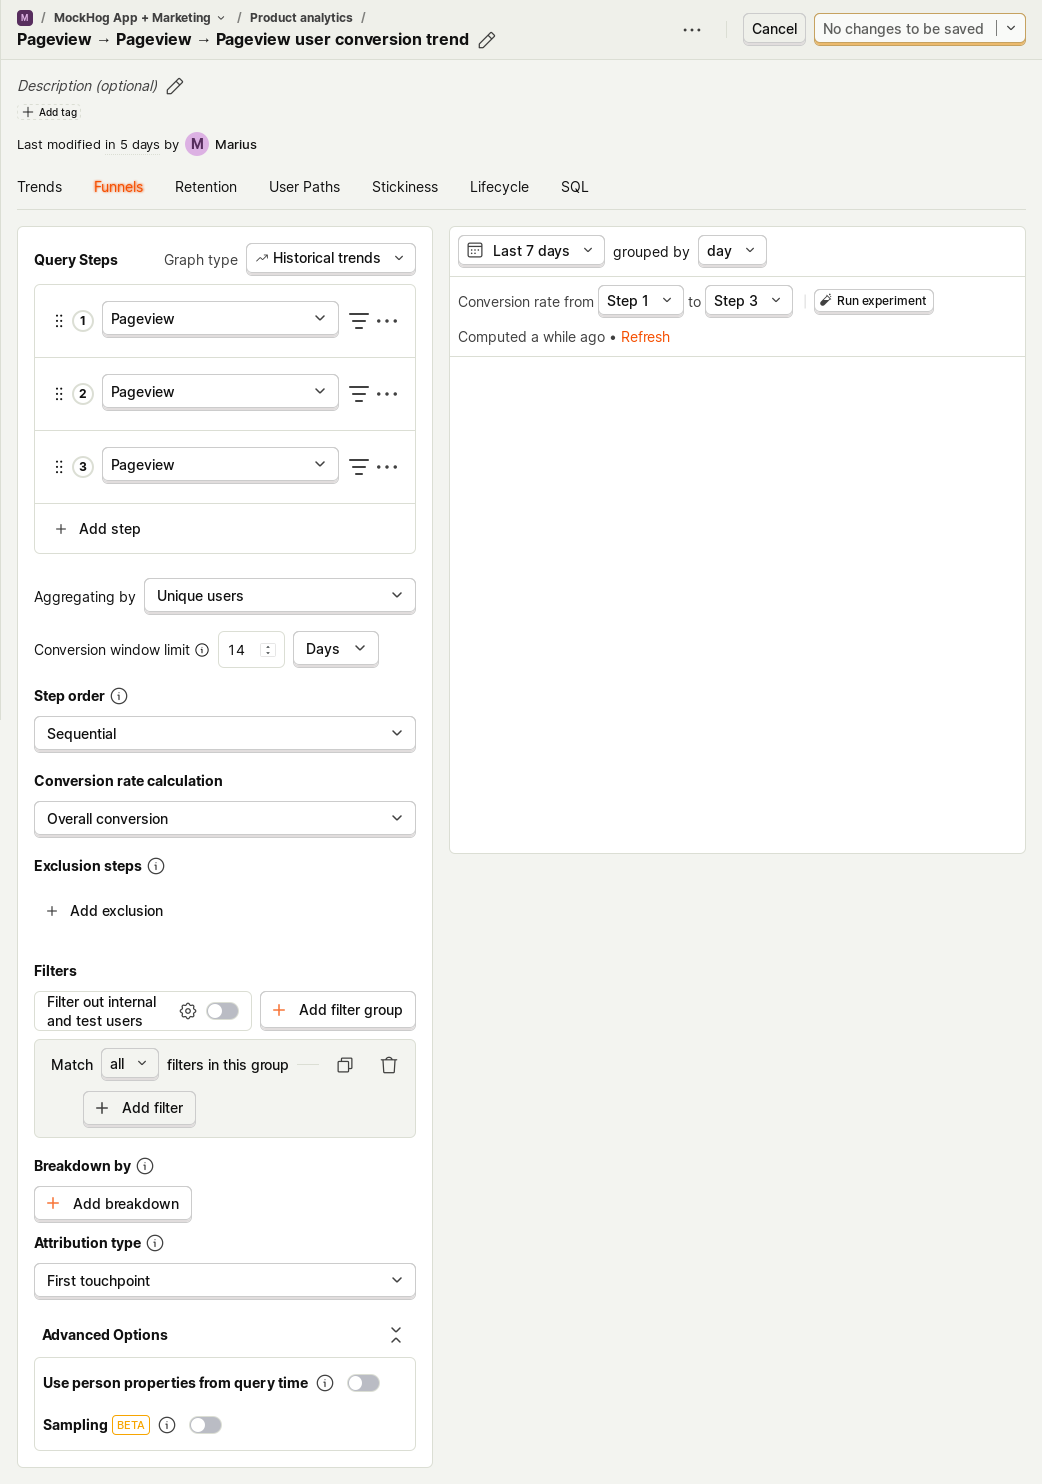 M / MockHog App + Marketing / Product analytics /
Pageview → Pageview → Pageview user conversion trend
Cancel
No changes to be saved
Description (optional)
Add tag
Last modified in 5 days by M Marius
Trends Funnels Retention User Paths Stickiness Lifecycle SQL
Query Steps
Graph type Historical trends
1 Pageview
2 Pageview
3 Pageview
Add step
Aggregating by Unique users
Conversion window limit 14 Days
Step order
Sequential
Conversion rate calculation
Overall conversion
Exclusion steps
Add exclusion
Filters
Filter out internal
and test users
Add filter group
Match all filters in this group
Add filter
Breakdown by
Add breakdown
Attribution type
First touchpoint
Advanced Options
Use person properties from query time
Sampling BETA
Last 7 days grouped by day
Conversion rate from Step 1 to Step 3 Run experiment
Computed a while ago • Refresh